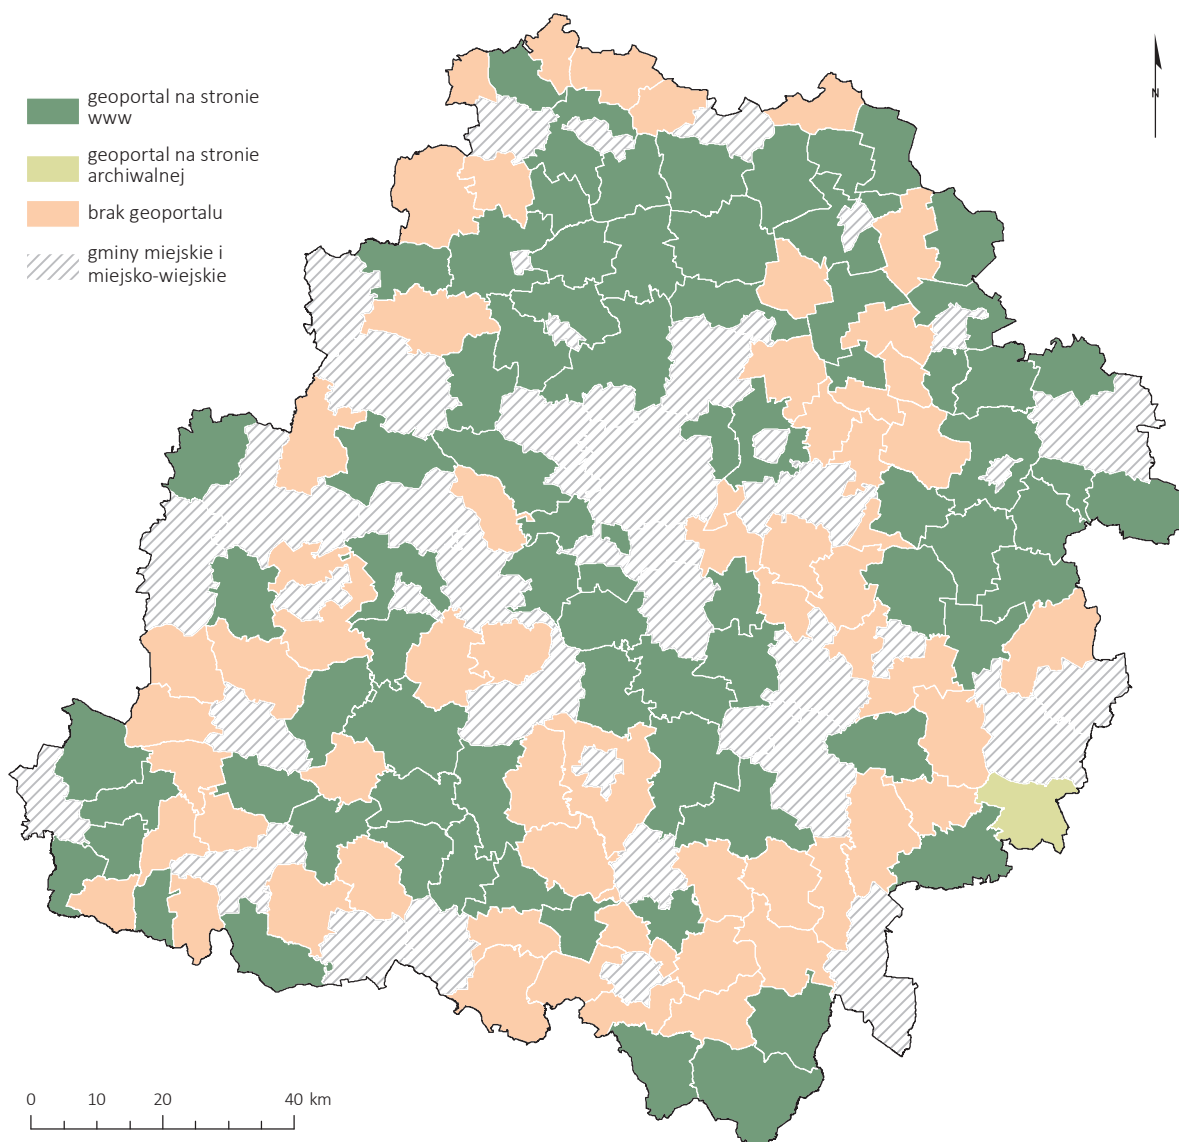 N
geoportal na stronie
www
geoportal na stronie
archiwalnej
brak geoportalu
gminy miejskie i
miejsko-wiejskie
0 10 20 40 km